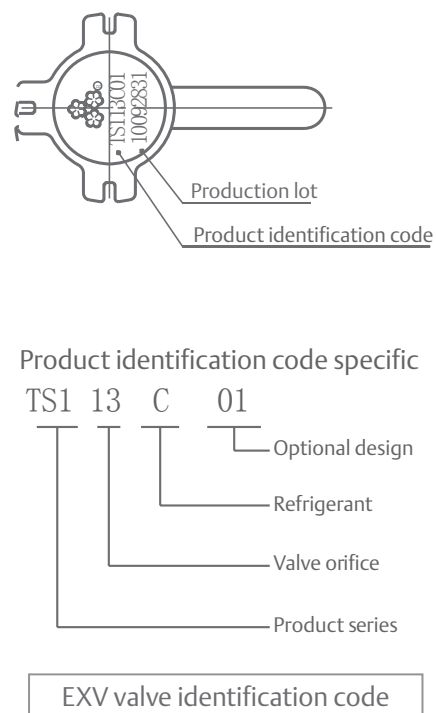 TS113C01
10092831
Production lot
Product identification code
Product identification code specific
TS1 13 C 01
Optional design
Refrigerant
Valve orifice
Product series
EXV valve identification code